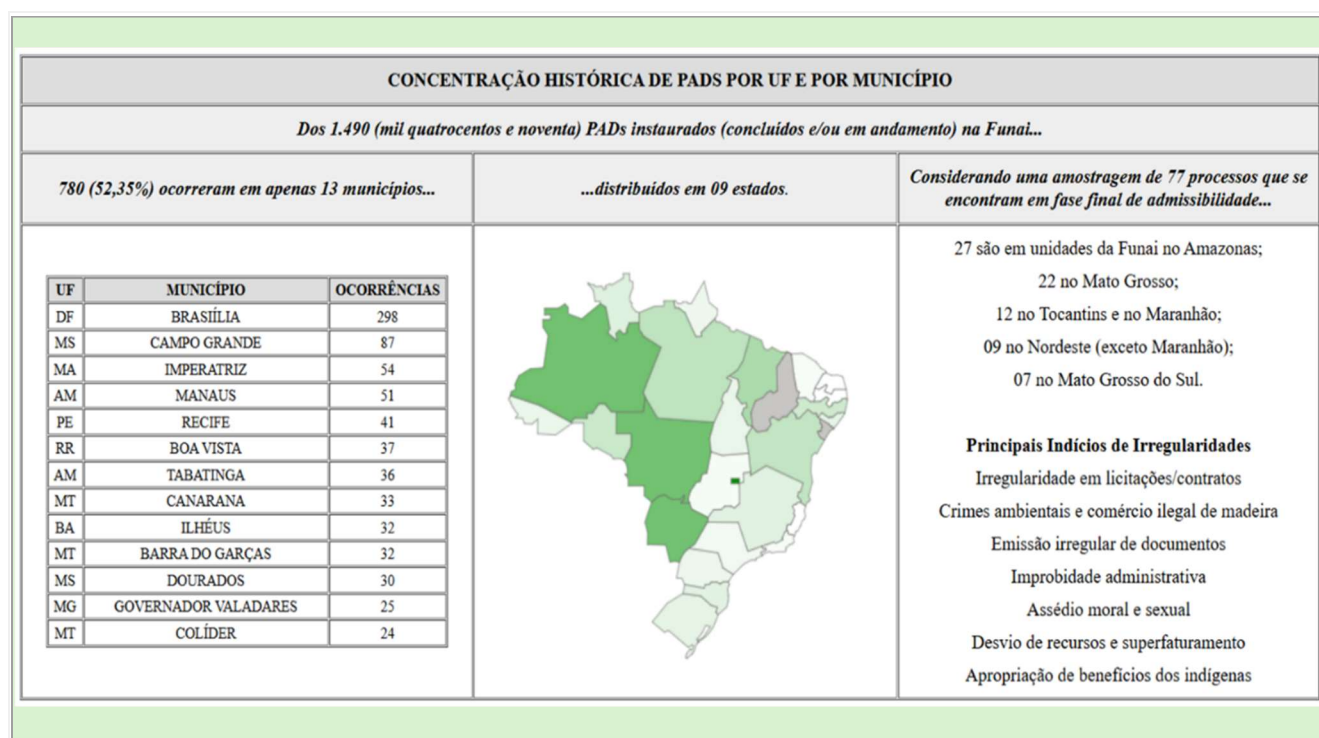 CONCENTRAÇÃO HISTÓRICA DE PADS POR UF E POR MUNICÍPIO
Dos 1.490 (mil quatrocentos e noventa) PADs instaurados (concluídos e/ou em andamento) na Funai...
780 (52,35%) ocorreram em apenas 13 municípios...
UF MUNICÍPIO OCORRÊNCIAS
DF BRASIÍLIA 298
MS CAMPO GRANDE 87
MA IMPERATRIZ 54
AM MANAUS 51
PE RECIFE 41
RR BOA VISTA 37
AM TABATINGA 36
MT CANARANA 33
BA ILHÉUS 32
MT BARRA DO GARÇAS 32
MS DOURADOS 30
MG GOVERNADOR VALADARES 25
MT COLÍDER 24
...distribuídos em 09 estados.
Considerando uma amostragem de 77 processos que se
encontram em fase final de admissibilidade...
27 são em unidades da Funai no Amazonas;
22 no Mato Grosso;
12 no Tocantins e no Maranhão;
09 no Nordeste (exceto Maranhão);
07 no Mato Grosso do Sul.
Principais Indícios de Irregularidades
Irregularidade em licitações/contratos
Crimes ambientais e comércio ilegal de madeira
Emissão irregular de documentos
Improbidade administrativa
Assédio moral e sexual
Desvio de recursos e superfaturamento
Apropriação de benefícios dos indígenas